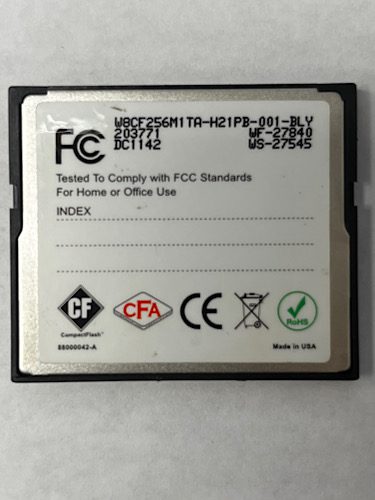 W8CF256M1TA-H21PB-001-BLY
203771 WF-27840
DC1142 WS-27545
FC
Tested To Comply with FCC Standards
For Home or Office Use
INDEX
CF CFA CE RoHS
CompactFlash™
88000042-A Made in USA